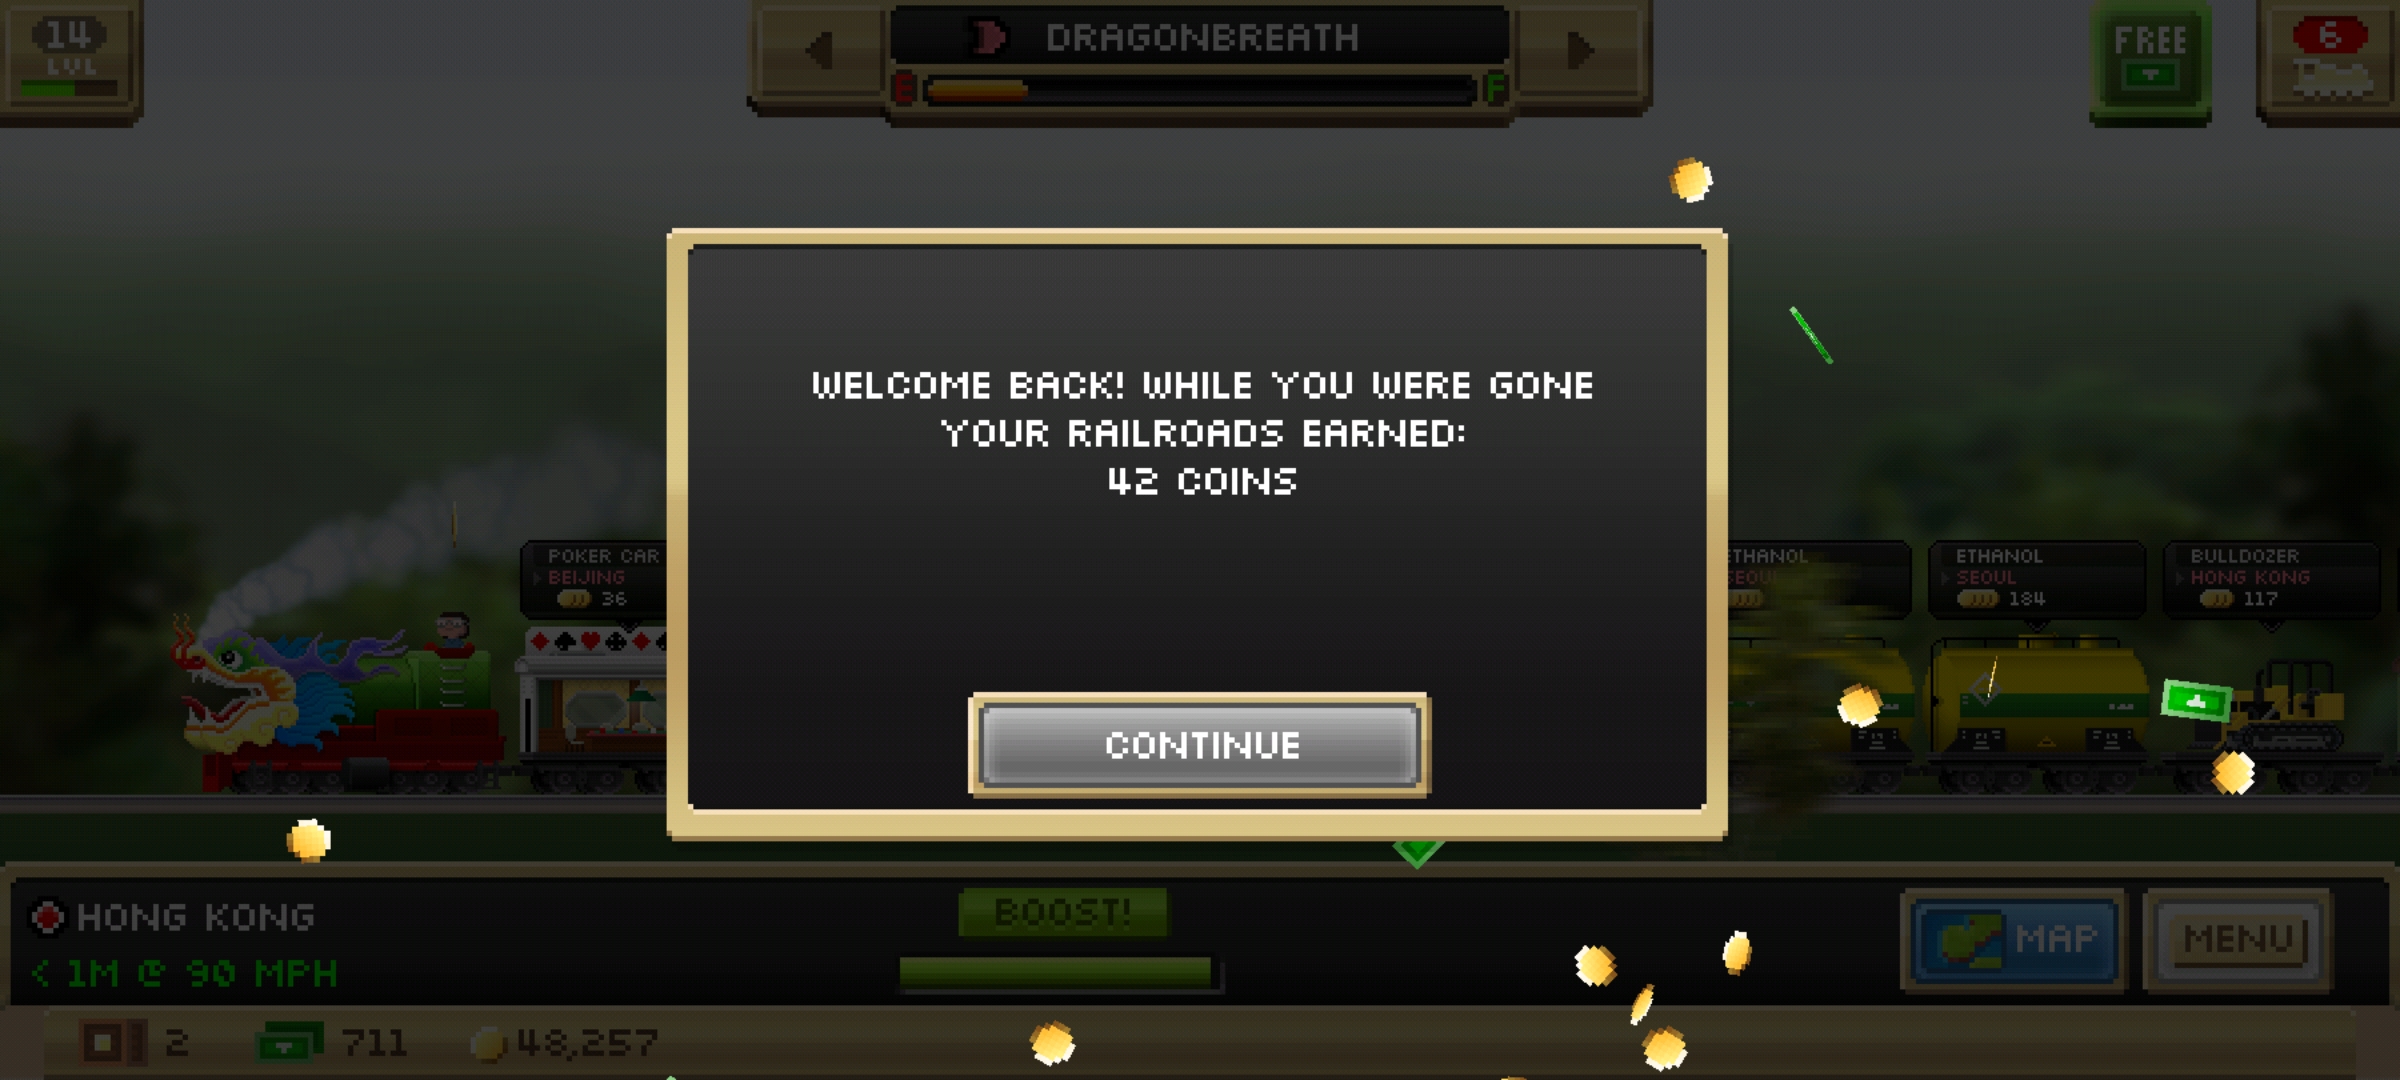 14
LVL
DRAGONBREATH
E
F
FREE
6
WELCOME BACK! WHILE YOU WERE GONE
YOUR RAILROADS EARNED:
42 COINS
CONTINUE
POKER CAR
BEIJING
36
ETHANOL
SEOUL
ETHANOL
SEOUL
184
BULLDOZER
HONG KONG
117
HONG KONG
< 1M @ 90 MPH
BOOST!
MAP
MENU
2
711
48,257